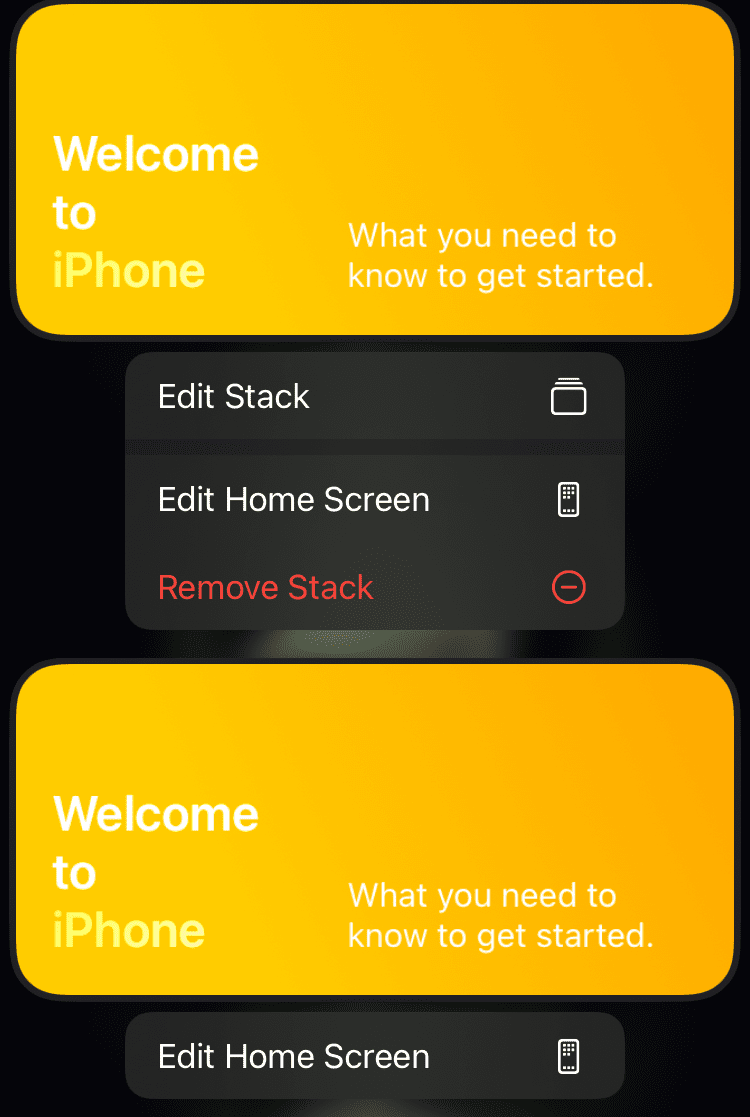 Welcome
to
iPhone
What you need to
know to get started.
Edit Stack
Edit Home Screen
Remove Stack
Welcome
to
iPhone
What you need to
know to get started.
Edit Home Screen